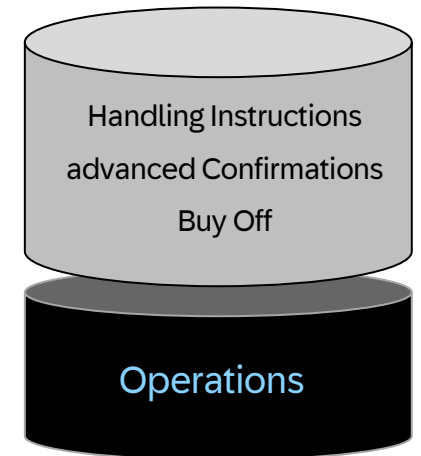 Handling Instructions
advanced Confirmations
Buy Off
Operations